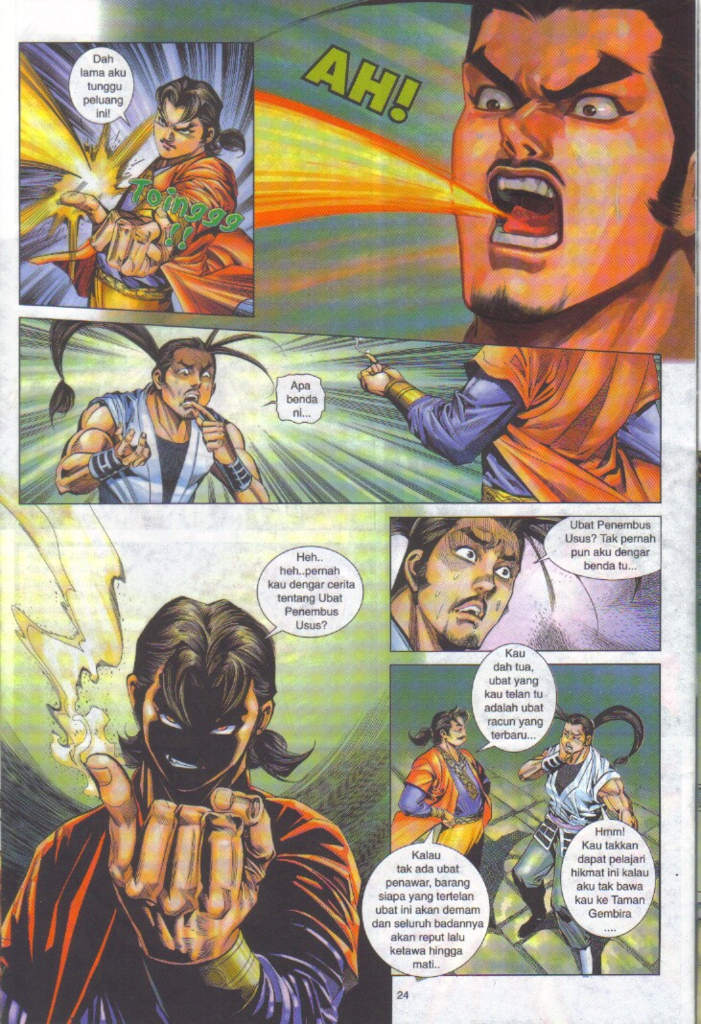 Dah
lama aku
tunggu
peluang
ini!
Toingggg
!!
AH!
Apa
benda
ni...
Heh..
heh..pernah
kau dengar cerita
tentang Ubat
Penembus
Usus?
Ubat Penembus
Usus? Tak pernah
pun aku dengar
benda tu...
Kau
dah tua,
ubat yang
kau telan tu
adalah ubat
racun yang
terbaru...
Kalau
tak ada ubat
penawar, barang
siapa yang tertelan
ubat ini akan demam
dan seluruh
badannya
akan reput lalu
ketawa hingga
mati..
Hmm!
Kau takkan
dapat pelajari
hikmat ini kalau
aku tak bawa
kau ke Taman
Gembira
....
24